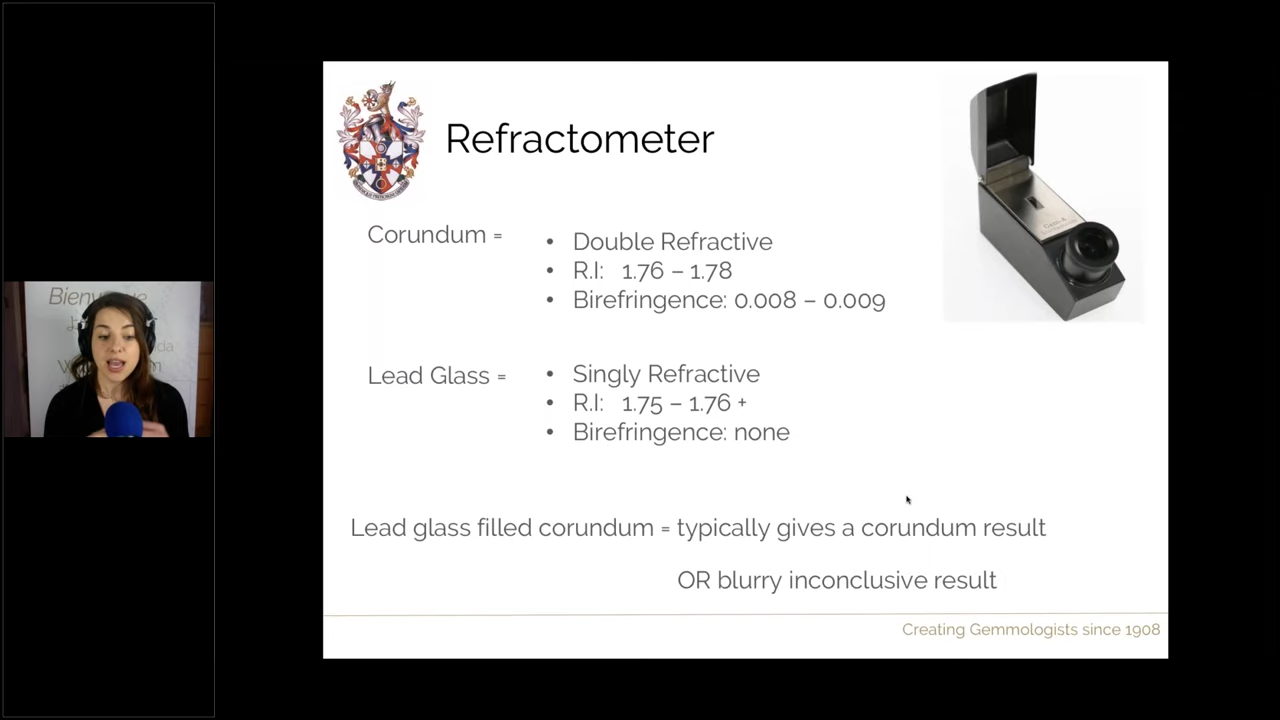 Refractometer
Corundum =
• Double Refractive
• R.I: 1.76 – 1.78
• Birefringence: 0.008 – 0.009
Lead Glass =
• Singly Refractive
• R.I: 1.75 – 1.76 +
• Birefringence: none
Lead glass filled corundum = typically gives a corundum result
OR blurry inconclusive result
Creating Gemmologists since 1908